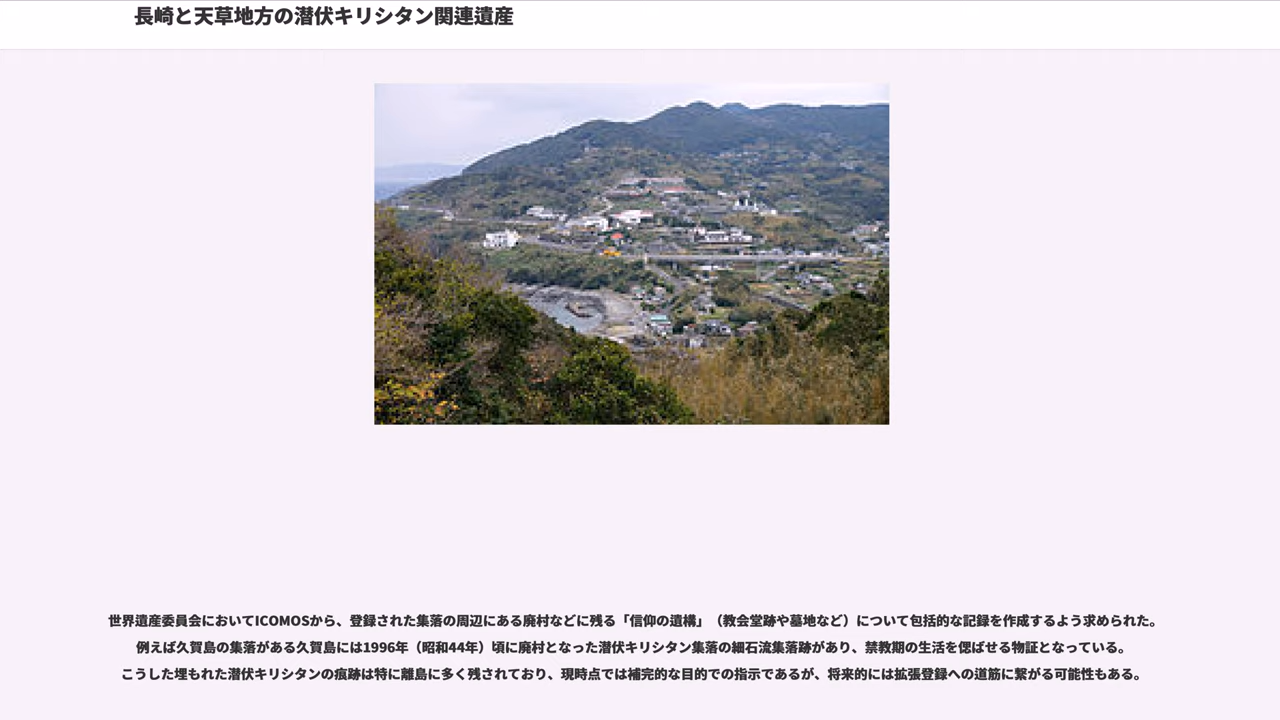 長崎と天草地方の潜伏キリシタン関連遺産
世界遺産委員会においてICOMOSから、登録された集落の周辺にある廃村などに残る「信仰の遺構」（教会堂跡や墓地など）について包括的な記録を作成するよう求められた。
例えば久賀島の集落がある久賀島には1996年（昭和44年）頃に廃村となった潜伏キリシタン集落の細石流集落跡があり、禁教期の生活を偲ばせる物証となっている。
こうした埋もれた潜伏キリシタンの痕跡は特に離島に多く残されており、現時点では補完的な目的での指示であるが、将来的には拡張登録への道筋に繋がる可能性もある。